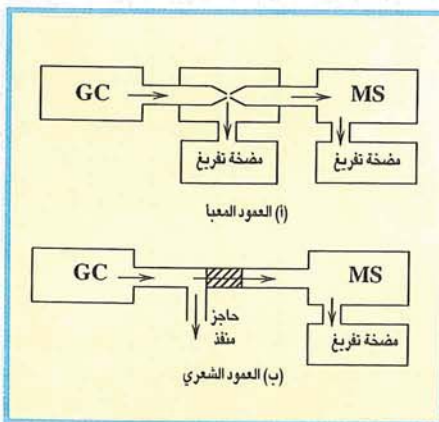 GC
MS
مضخة تفريغ
مضخة تفريغ
(أ) العمود المعبأ
GC
MS
حاجز
منفذ
مضخة تفريغ
(ب) العمود الشعري